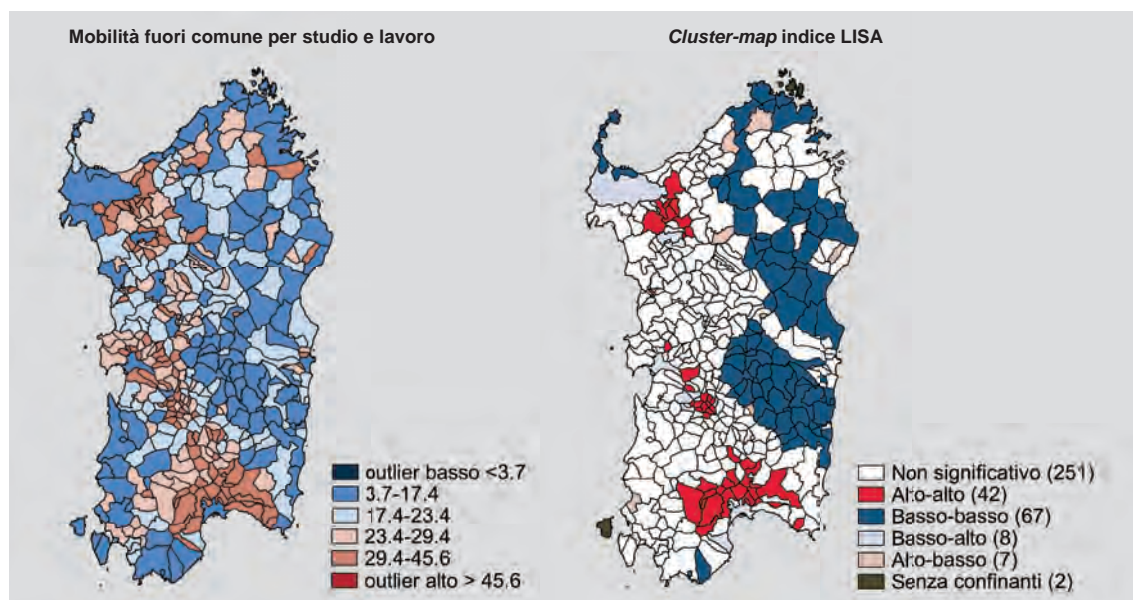 Mobilità fuori comune per studio e lavoro
Cluster-map indice LISA
outlier basso <3.7
3.7-17.4
17.4-23.4
23.4-29.4
29.4-45.6
outlier alto > 45.6
Non significativo (251)
Alto-alto (42)
Basso-basso (67)
Basso-alto (8)
Alto-basso (7)
Senza confinanti (2)